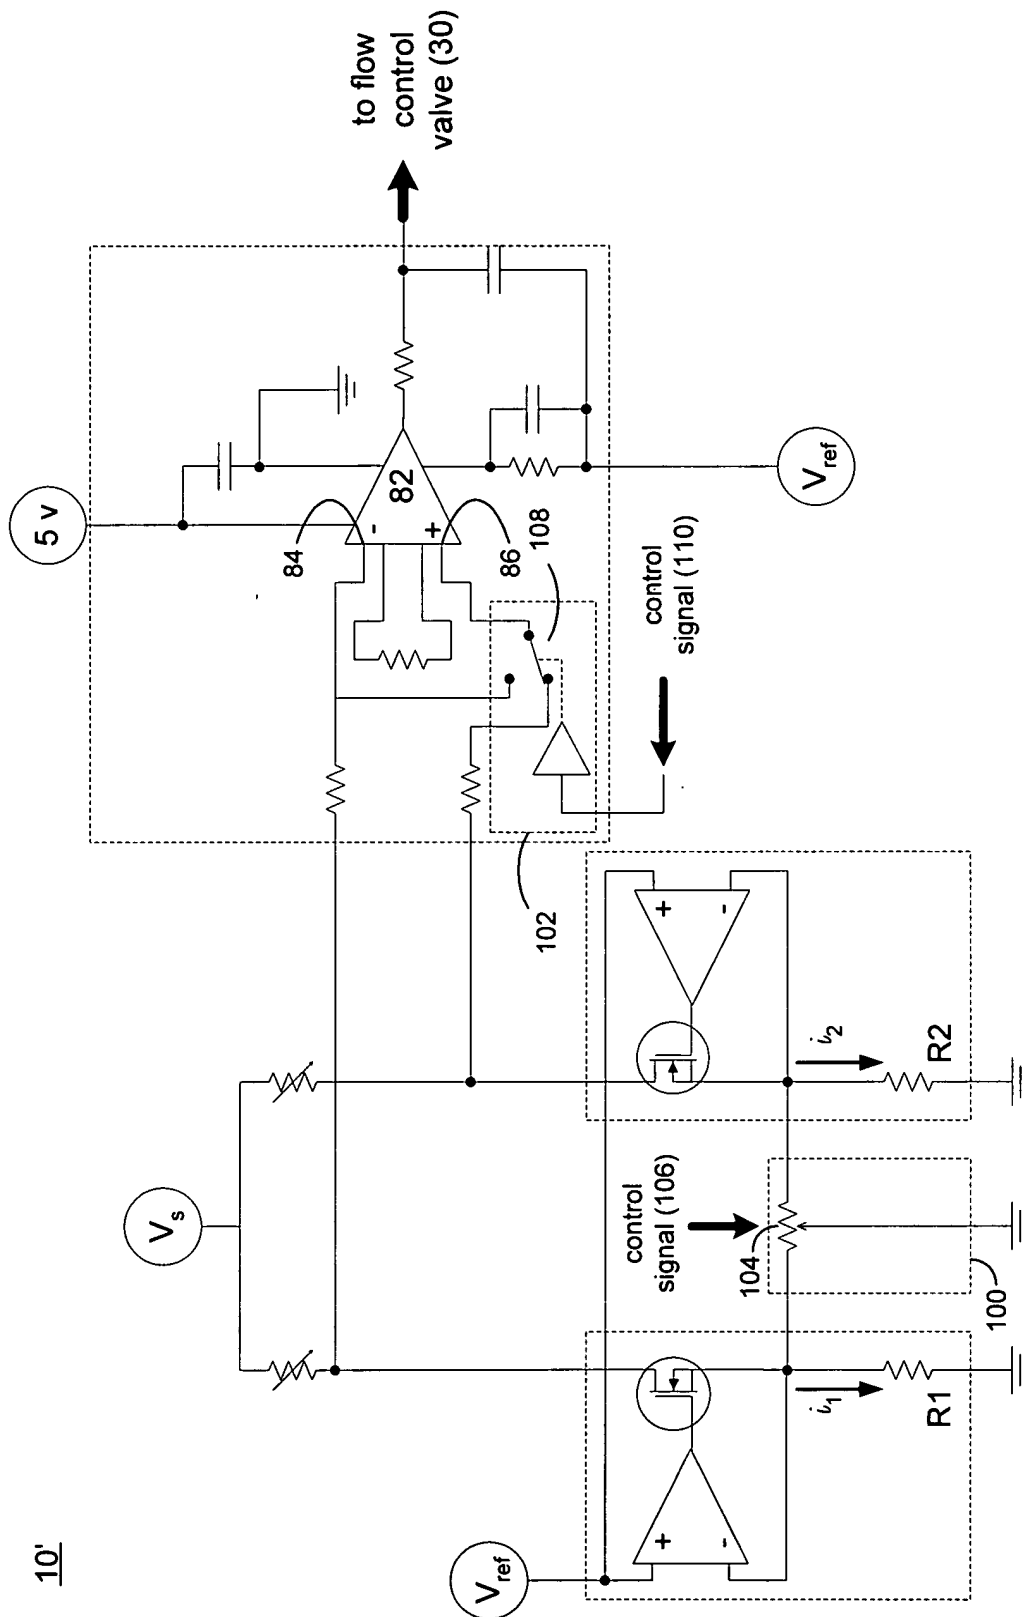 10'
5 v
to flow
control
valve (30)
84
-
82
+
86
108
control
signal (110)
V_ref
102
V_s
control
signal (106)
104
100
V_ref
+
-
i_1
R1
+
-
i_2
R2